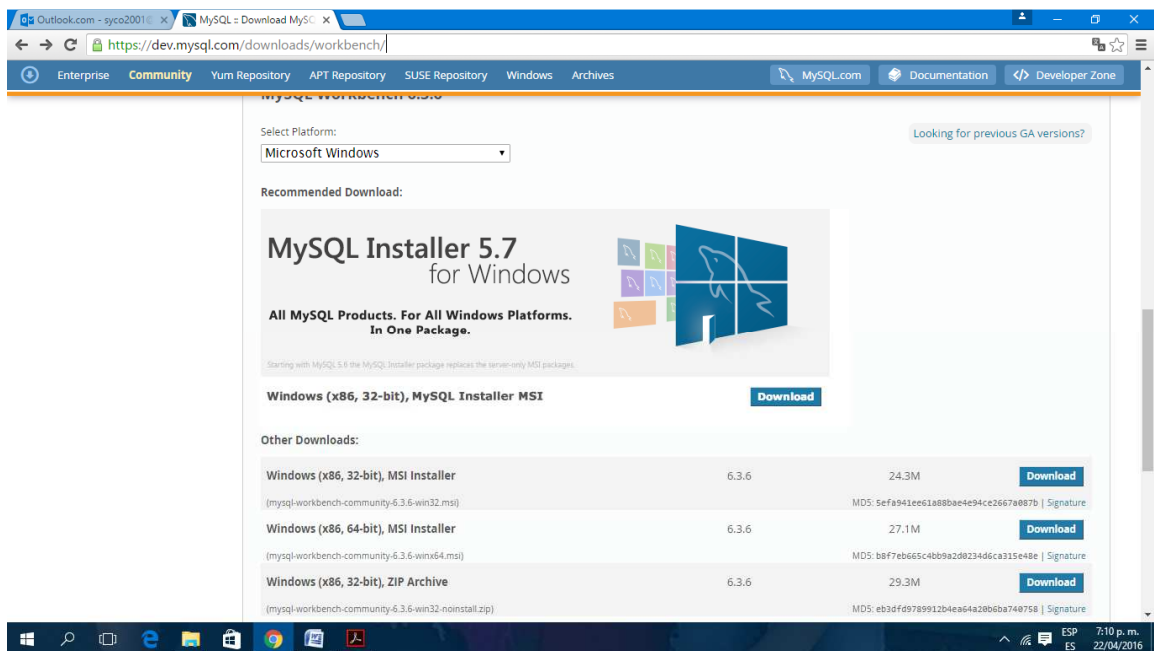 Outlook.com - syco2001
MySQL :: Download MySQ
https://dev.mysql.com/downloads/workbench/
Enterprise Community Yum Repository APT Repository SUSE Repository Windows Archives MySQL.com Documentation </> Developer Zone
MySQL Workbench 6.3.6
Select Platform:
Looking for previous GA versions?
Microsoft Windows
Recommended Download:
MySQL Installer 5.7
for Windows
All MySQL Products. For All Windows Platforms.
In One Package.
Starting with MySQL 5.6 the MySQL Installer package replaces the server-only MSI packages.
Windows (x86, 32-bit), MySQL Installer MSI Download
Other Downloads:
Windows (x86, 32-bit), MSI Installer 6.3.6 24.3M Download
(mysql-workbench-community-6.3.6-win32.msi) MD5: 5efa941ee61a88bae4e94ce2667a087b | Signature
Windows (x86, 64-bit), MSI Installer 6.3.6 27.1M Download
(mysql-workbench-community-6.3.6-winx64.msi) MD5: b8f7eb665c4bb9a2d0234d6ca315e48e | Signature
Windows (x86, 32-bit), ZIP Archive 6.3.6 29.3M Download
(mysql-workbench-community-6.3.6-win32-noinstall.zip) MD5: eb3dfd9789912b4ea64a20b6ba740758 | Signature
ESP 7:10 p. m.
ES 22/04/2016